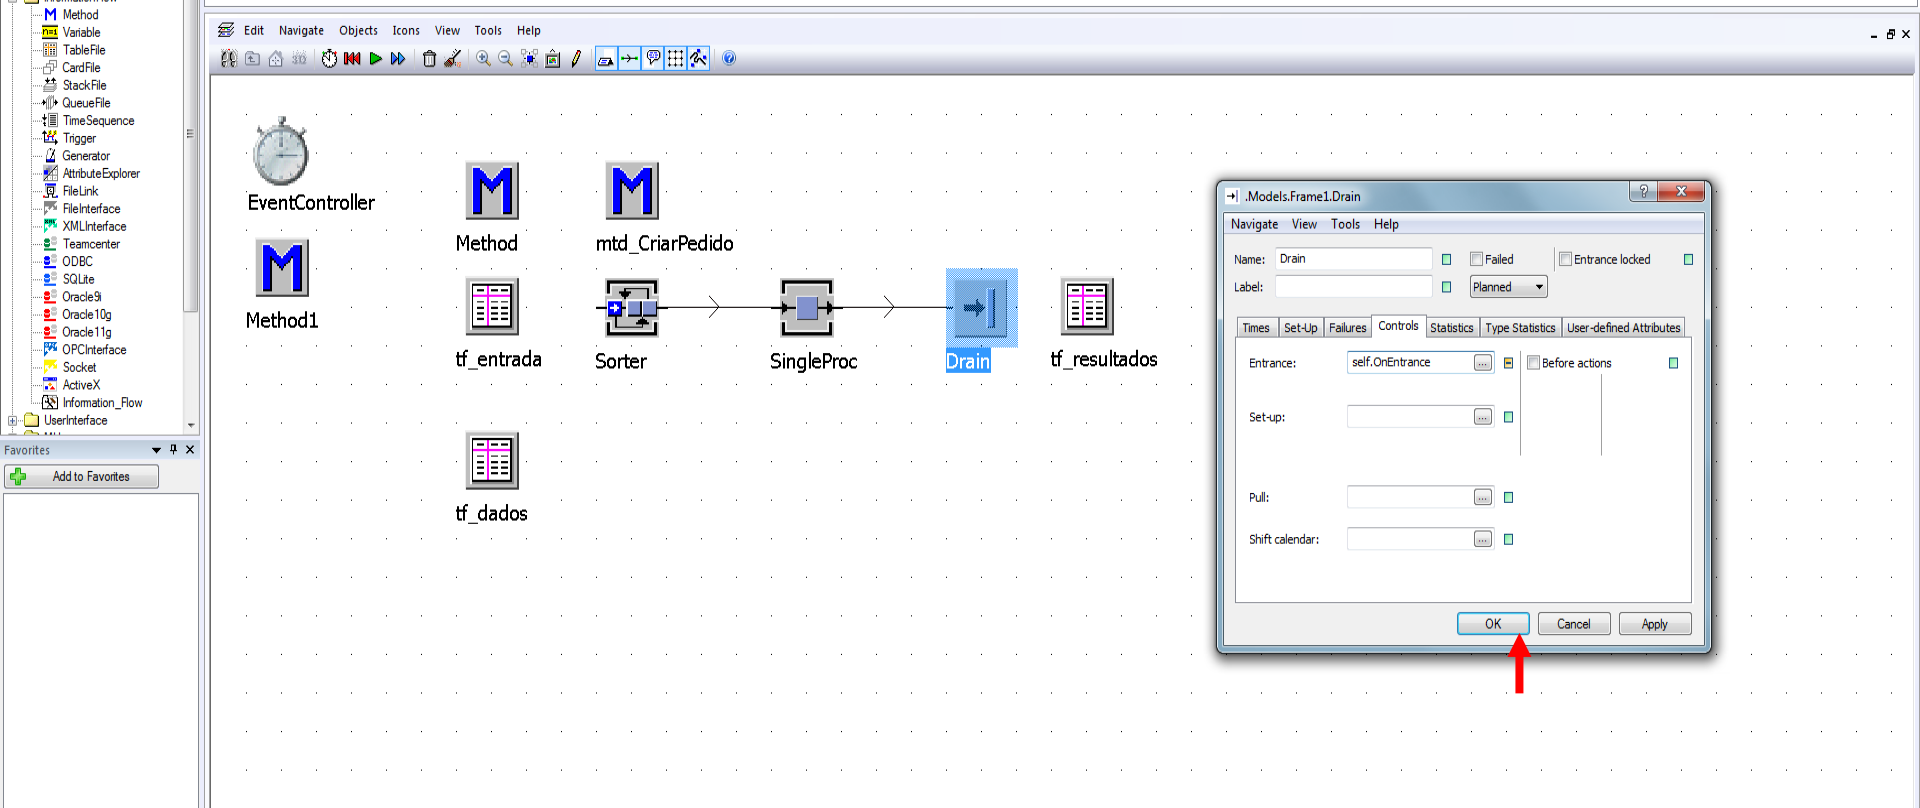 Method
Variable
TableFile
CardFile
StackFile
QueueFile
TimeSequence
Trigger
Generator
AttributeExplorer
FileLink
FileInterface
XMLInterface
Teamcenter
ODBC
SQLite
Oracle9i
Oracle10g
Oracle11g
OPCInterface
Socket
ActiveX
Information_Flow
UserInterface
Favorites
Add to Favorites
Edit Navigate Objects Icons View Tools Help
EventController
Method1
Method
mtd_CriarPedido
tf_entrada
Sorter
SingleProc
Drain
tf_resultados
tf_dados
.Models.Frame1.Drain
Navigate View Tools Help
Name: Drain Failed Entrance locked
Label: Planned
Times Set-Up Failures Controls Statistics Type Statistics User-defined Attributes
Entrance: self.OnEntrance ... Before actions
Set-up: ...
Pull: ...
Shift calendar: ...
OK Cancel Apply